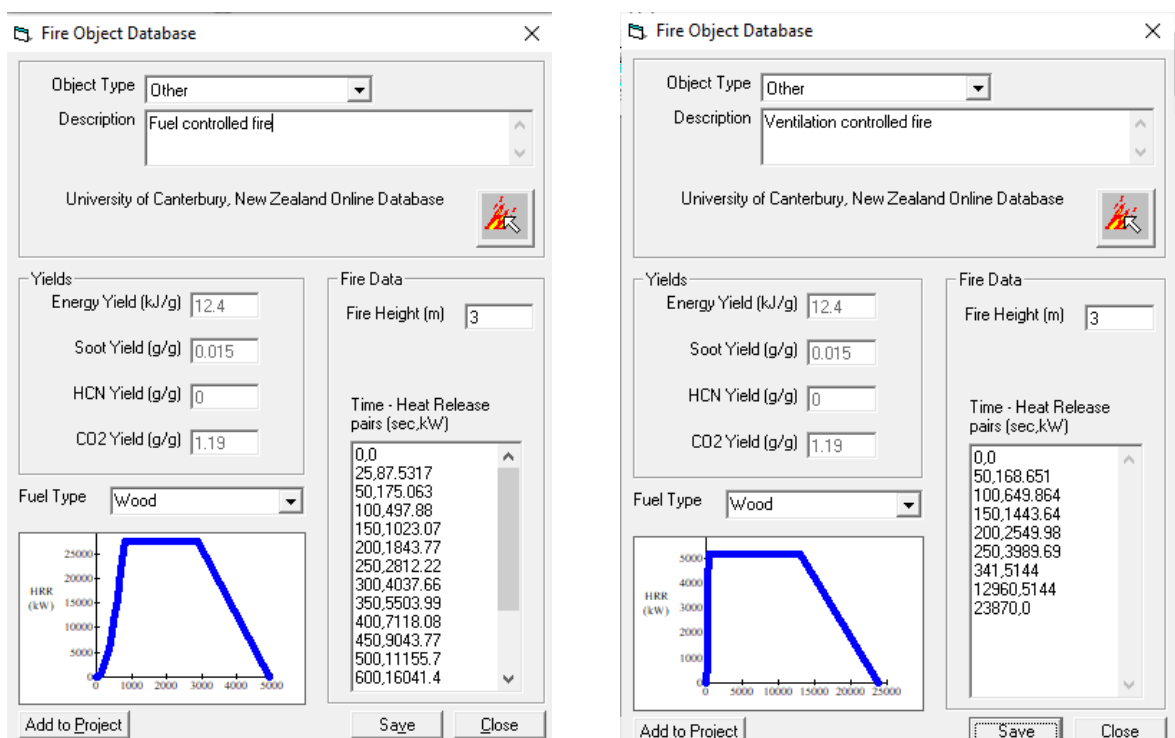 Fire Object Database
Object Type Other
Description Fuel controlled fire
University of Canterbury, New Zealand Online Database
Yields
Energy Yield (kJ/g) 12.4
Soot Yield (g/g) 0.015
HCN Yield (g/g) 0
CO2 Yield (g/g) 1.19
Fire Data
Fire Height (m) 3
Time - Heat Release
pairs (sec,kW)
0,0
25,87.5317
50,175.063
100,497.88
150,1023.07
200,1843.77
250,2812.22
300,4037.66
350,5503.99
400,7118.08
450,9043.77
500,11155.7
600,16041.4
Fuel Type Wood
25000
20000
HRR
(kW)
15000
10000
5000
0
0 1000 2000 3000 4000 5000
Add to Project
Save
Close
Fire Object Database
Object Type Other
Description Ventilation controlled fire
University of Canterbury, New Zealand Online Database
Yields
Energy Yield (kJ/g) 12.4
Soot Yield (g/g) 0.015
HCN Yield (g/g) 0
CO2 Yield (g/g) 1.19
Fire Data
Fire Height (m) 3
Time - Heat Release
pairs (sec,kW)
0,0
50,168.651
100,649.864
150,1443.64
200,2549.98
250,3989.69
341,5144
12960,5144
23870,0
Fuel Type Wood
5000
4000
HRR
(kW)
3000
2000
1000
0
0 5000 10000 15000 20000 25000
Add to Project
Save
Close